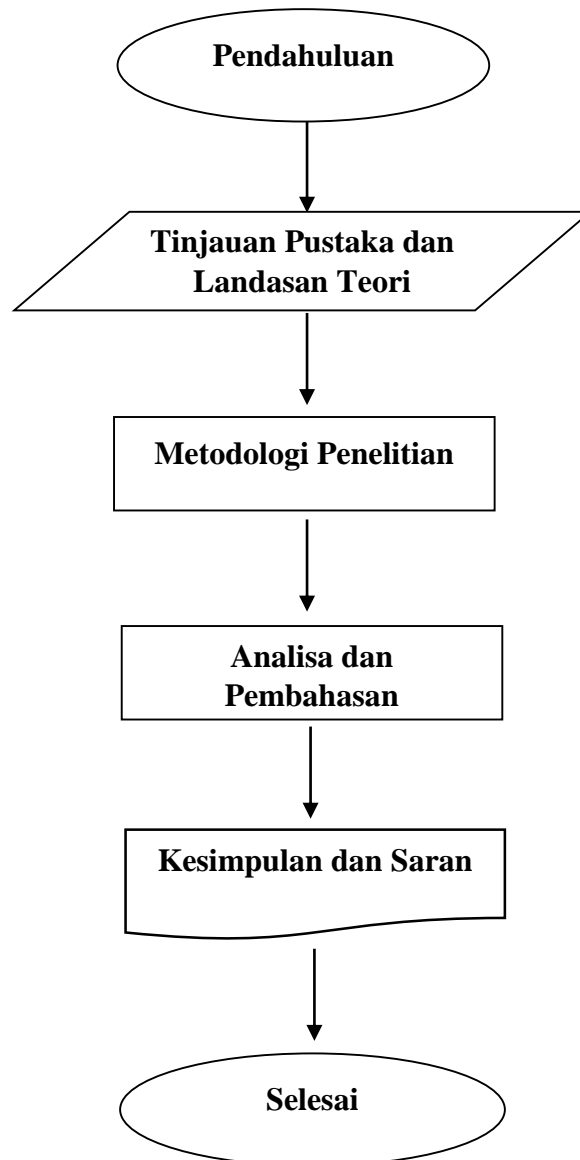 Pendahuluan
Tinjauan Pustaka dan
Landasan Teori
Metodologi Penelitian
Analisa dan
Pembahasan
Kesimpulan dan Saran
Selesai